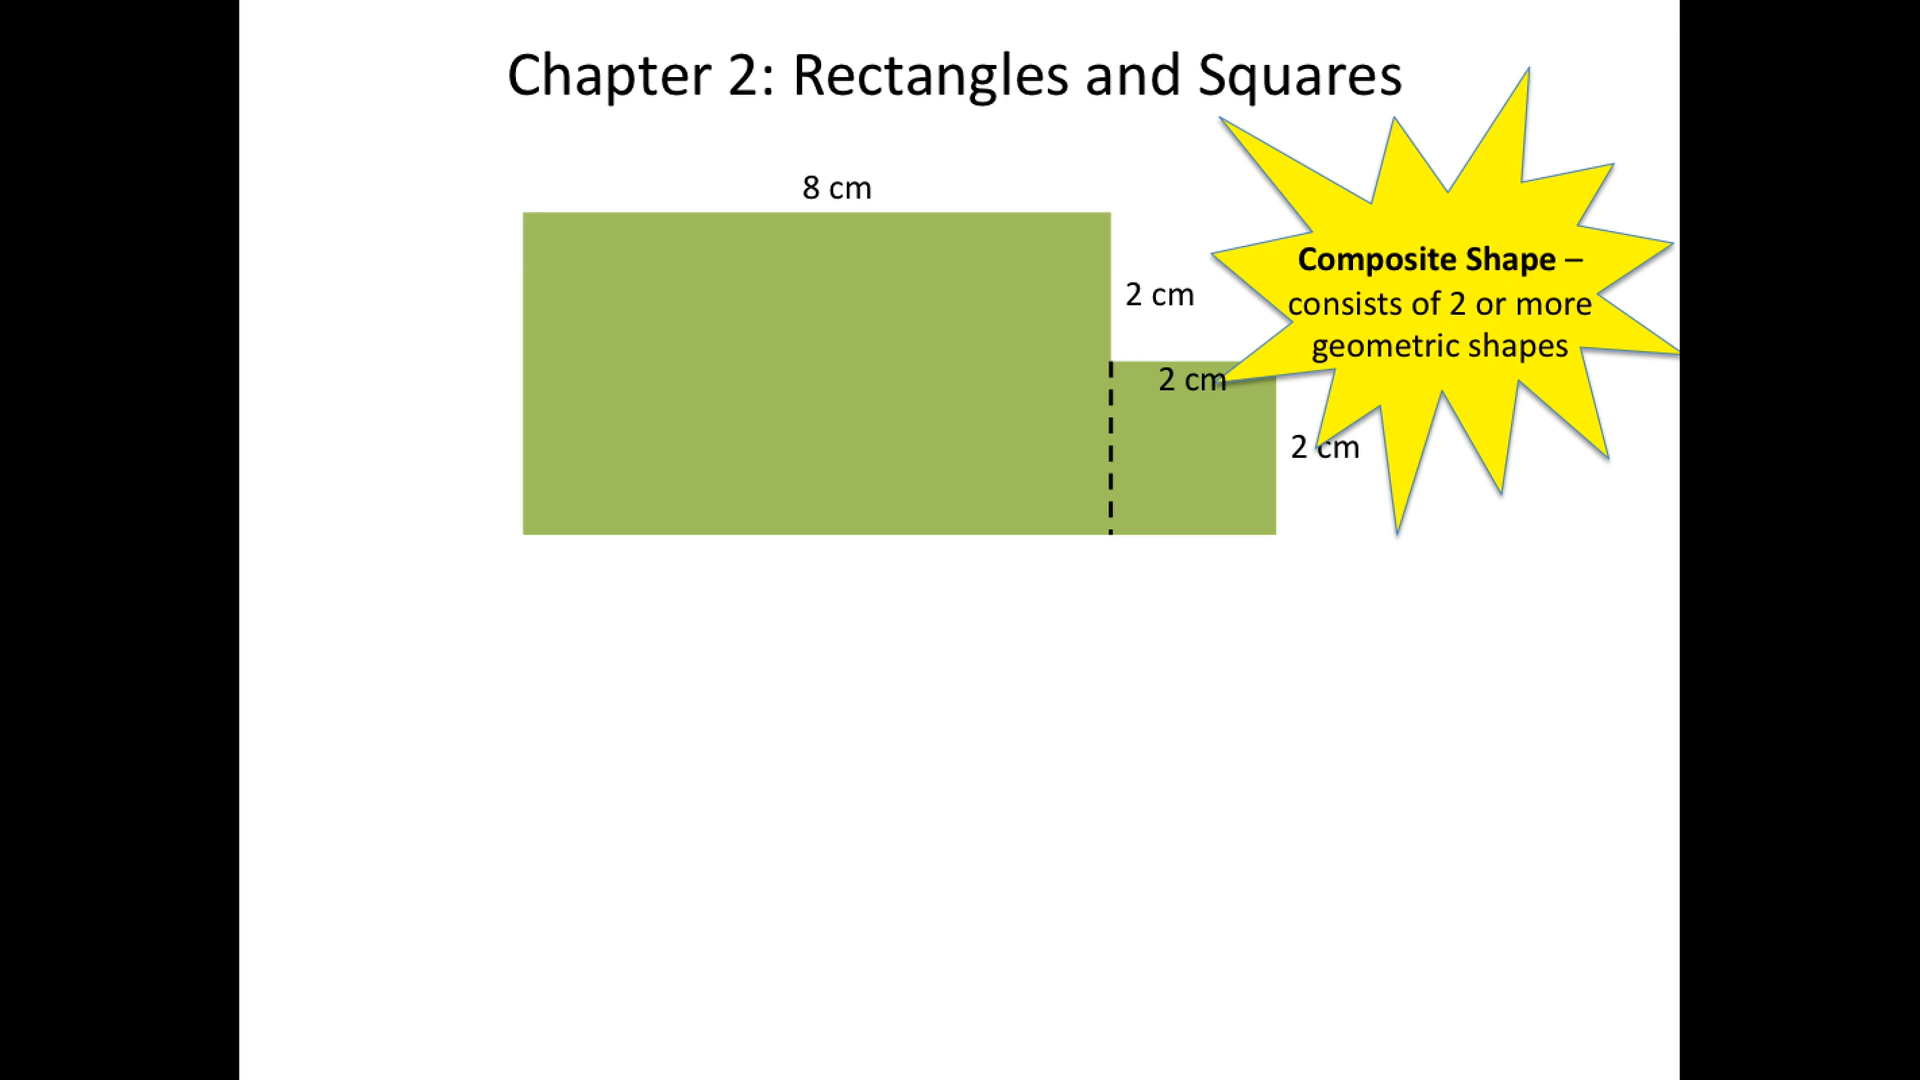 Chapter 2: Rectangles and Squares
8 cm
2 cm
Composite Shape –
consists of 2 or more
geometric shapes
2 cm
2 cm